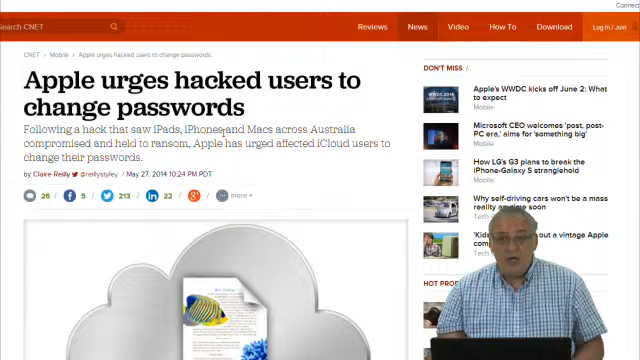 Connect
Search CNET
Reviews
News
Video
How To
Download
Log In / Join
CNET › Mobile › Apple urges hacked users to change passwords
Apple urges hacked users to
change passwords
Following a hack that saw iPads, iPhones and Macs across Australia
compromised and held to ransom, Apple has urged affected iCloud users to
change their passwords.
by Claire Reilly @reillystyley / May 27, 2014 10:24 PM PDT
26
5
213
22
more +
DON'T MISS
Apple's WWDC kicks off June 2: What
to expect
Mobile
Microsoft CEO welcomes 'post, post-
PC era,' aims for 'something big'
Mobile
How LG's G3 plans to break the
iPhone-Galaxy S stranglehold
Mobile
Why self-driving cars won't be a mass
reality anytime soon
Tech
'Kids
out a vintage Apple
Tech
HOT PROD